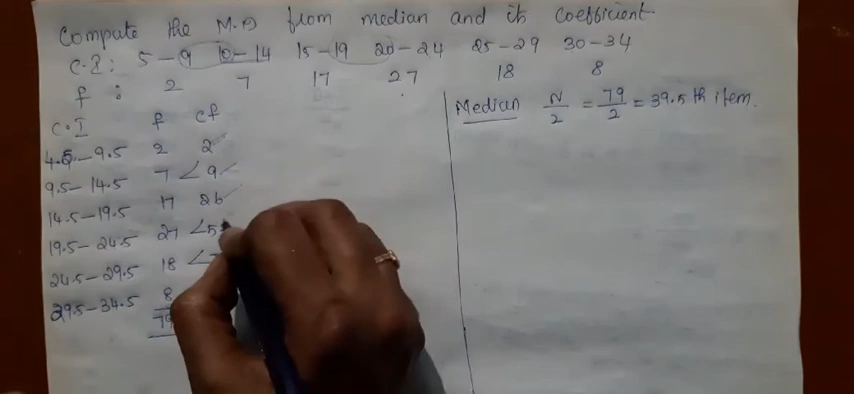 Compute the M.D from median and its coefficient
C.I : 5-9 10-14 15-19 20-24 25-29 30-34
f : 2 7 17 27 18 8
Median N/2 = 79/2 = 39.5 th item.
C.I f cf
4.5-9.5 2 2
9.5-14.5 7 9
14.5-19.5 17 26
19.5-24.5 27
24.5-29.5 18
29.5-34.5 8
79